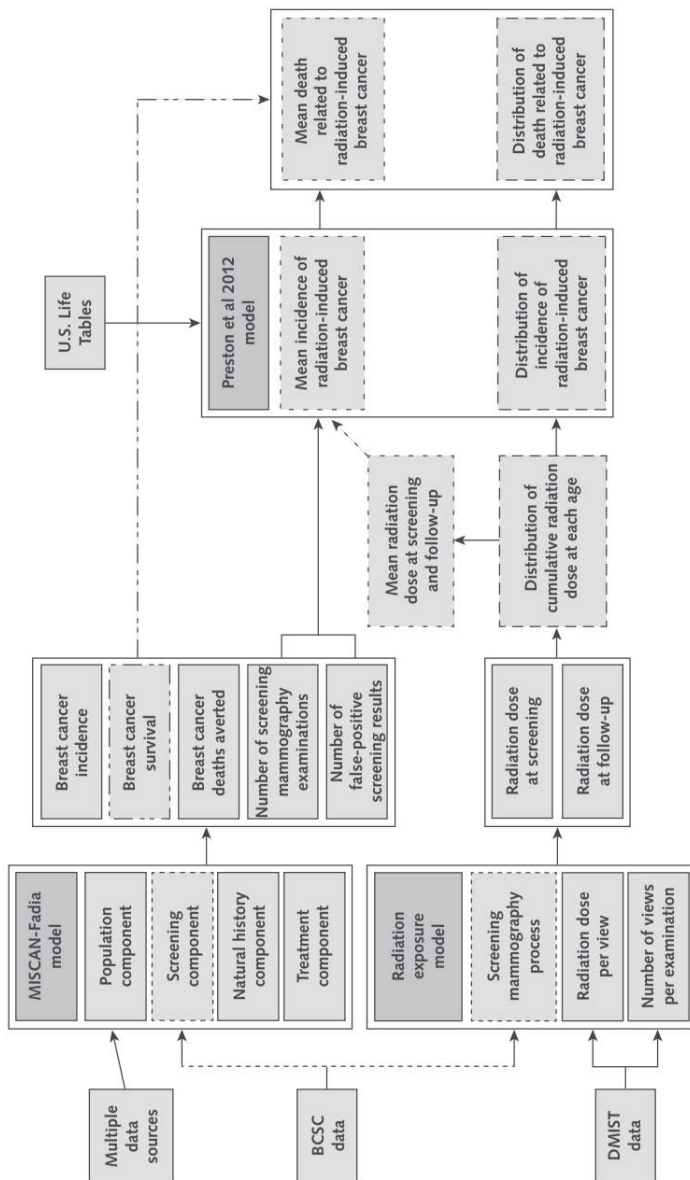 Multiple
data
sources
BCSC
data
DMIST
data
MISCAN-Fadia
model
Population
component
Screening
component
Natural history
component
Treatment
component
Radiation
exposure model
Screening
mammography
process
Radiation dose
per view
Number of views
per examination
Breast cancer
incidence
Breast cancer
survival
Breast cancer
deaths averted
Number of screening
mammography
examinations
Number of
false-positive
screening results
Radiation dose
at screening
Radiation dose
at follow-up
Mean radiation
dose at screening
and follow-up
Distribution of
cumulative radiation
dose at each age
U.S. Life
Tables
Preston et al 2012
model
Mean incidence of
radiation-induced
breast cancer
Distribution of
incidence of
radiation-induced
breast cancer
Mean death
related to
radiation-induced
breast cancer
Distribution of
death related to
radiation-induced
breast cancer